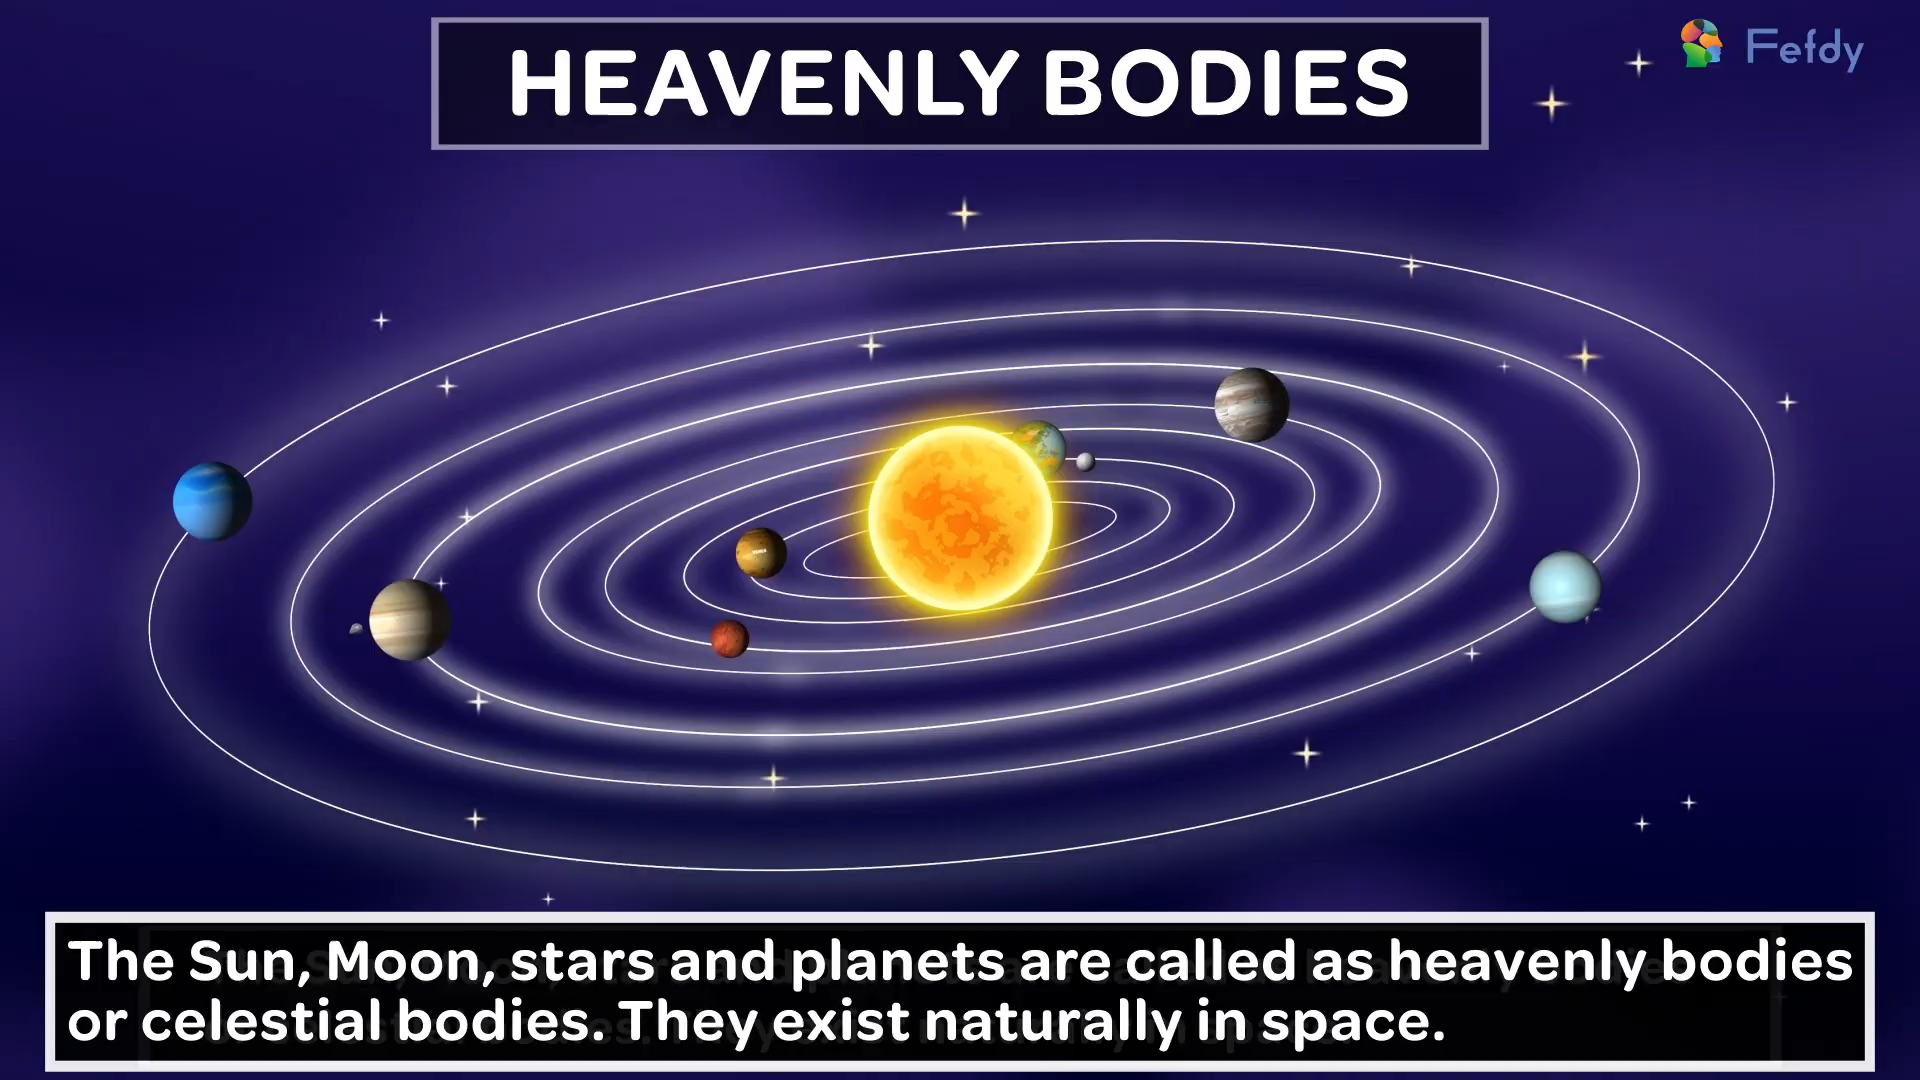 HEAVENLY BODIES
Fefdy
The Sun, Moon, stars and planets are called as heavenly bodies
or celestial bodies. They exist naturally in space.